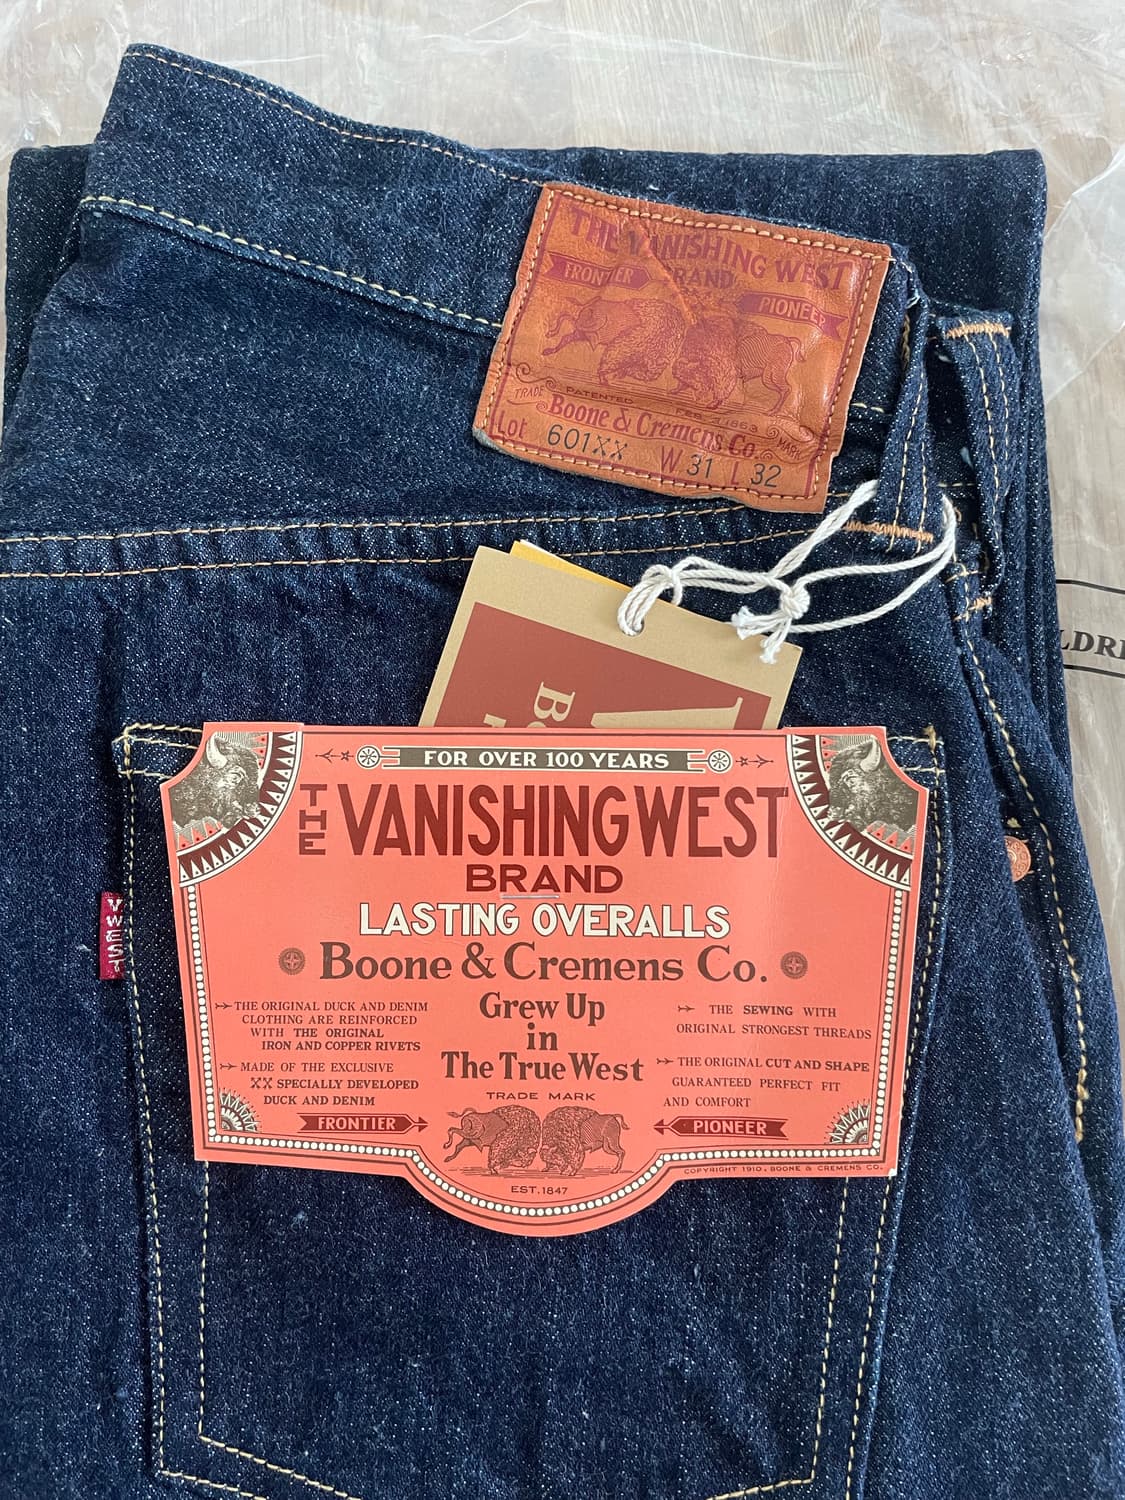 THE VANISHING WEST
BRAND
FRONTIER
PIONEER
TRADE
PATENTED FEB
1863
MARK
Boone & Cremens Co.
Lot 601XX W 31 L 32
FOR OVER 100 YEARS
THE VANISHING WEST
BRAND
LASTING OVERALLS
Boone & Cremens Co.
Grew Up
in
The True West
THE ORIGINAL DUCK AND DENIM
CLOTHING ARE REINFORCED
WITH THE ORIGINAL
IRON AND COPPER RIVETS
MADE OF THE EXCLUSIVE
XX SPECIALLY DEVELOPED
DUCK AND DENIM
THE SEWING WITH
ORIGINAL STRONGEST THREADS
THE ORIGINAL CUT AND SHAPE
GUARANTEED PERFECT FIT
AND COMFORT
TRADE MARK
FRONTIER
PIONEER
COPYRIGHT 1910, BOONE & CREMENS CO.
EST. 1847
VWEST